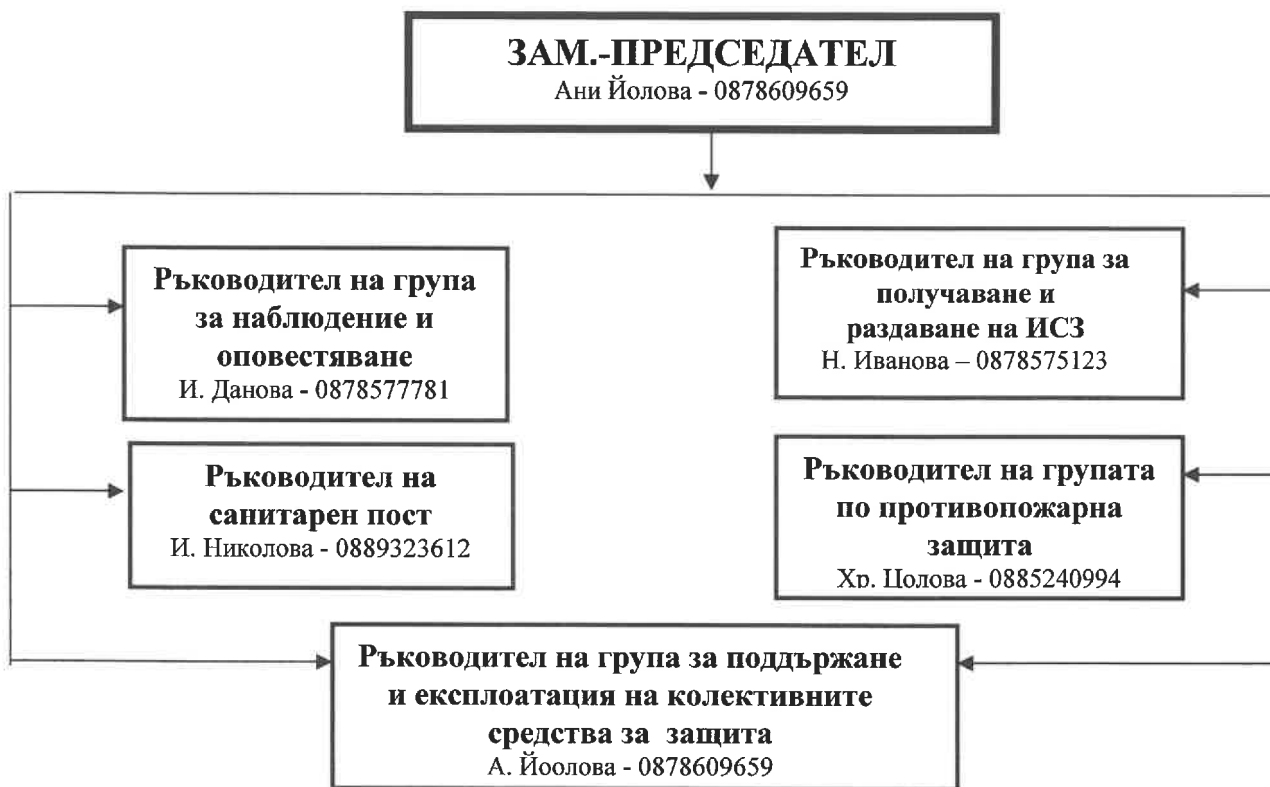 ЗАМ.-ПРЕДСЕДАТЕЛ
Ани Йолова - 0878609659
Ръководител на група
за наблюдение и
оповестяване
И. Данова - 0878577781
Ръководител на група за
получаване и
раздаване на ИСЗ
Н. Иванова – 0878575123
Ръководител на
санитарен пост
И. Николова - 0889323612
Ръководител на групата
по противопожарна
защита
Хр. Цолова - 0885240994
Ръководител на група за поддържане
и експлоатация на колективните
средства за защита
А. Йоолова - 0878609659